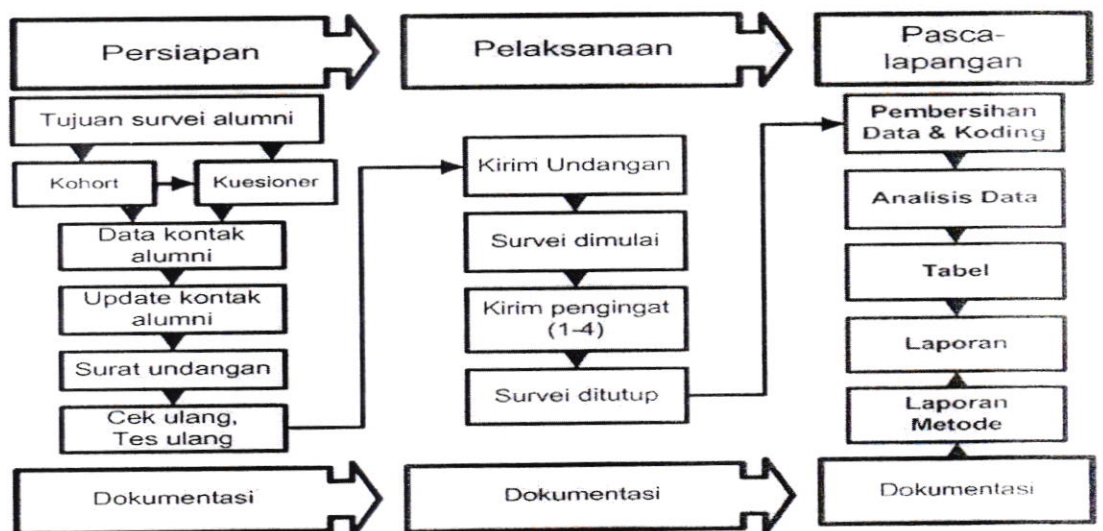 Persiapan
Pelaksanaan
Pasca-
lapangan
Tujuan survei alumni
Kohort
Kuesioner
Data kontak
alumni
Update kontak
alumni
Surat undangan
Cek ulang,
Tes ulang
Kirim Undangan
Survei dimulai
Kirim pengingat
(1-4)
Survei ditutup
Pembersihan
Data & Koding
Analisis Data
Tabel
Laporan
Laporan
Metode
Dokumentasi
Dokumentasi
Dokumentasi